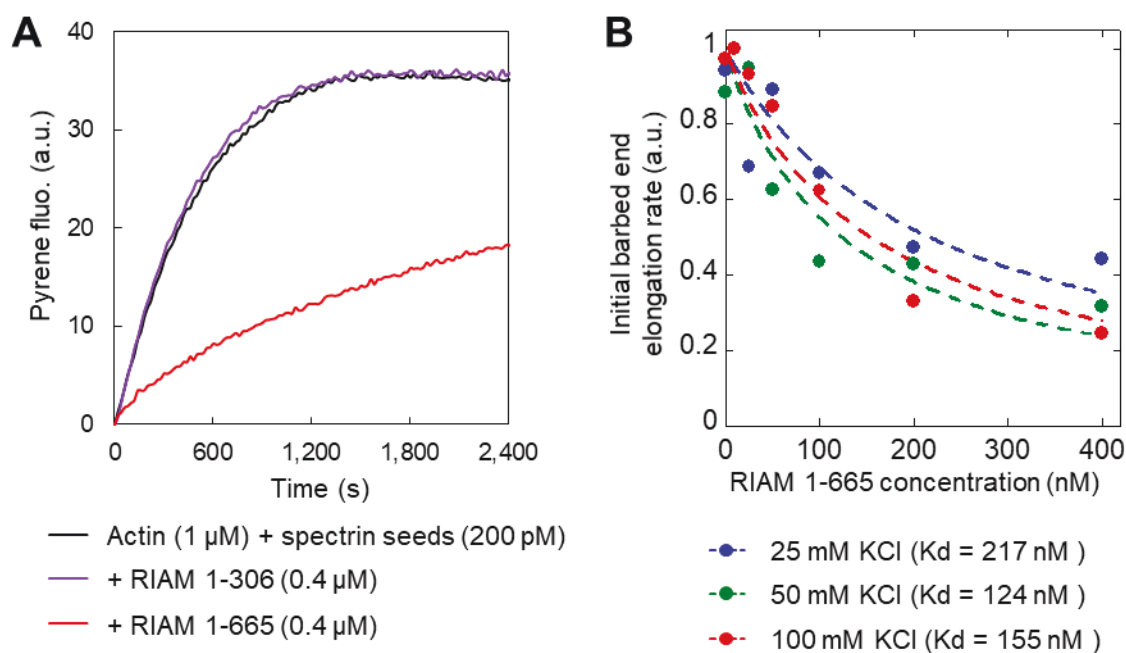 A
Pyrene fluo. (a.u.)
40
30
20
10
0
0 600 1,200 1,800 2,400
Time (s)
Actin (1 µM) + spectrin seeds (200 pM)
+ RIAM 1-306 (0.4 µM)
+ RIAM 1-665 (0.4 µM)
B
Initial barbed end
elongation rate (a.u.)
1
0.8
0.6
0.4
0.2
0
0 100 200 300 400
RIAM 1-665 concentration (nM)
25 mM KCl (Kd = 217 nM )
50 mM KCl (Kd = 124 nM )
100 mM KCl (Kd = 155 nM )